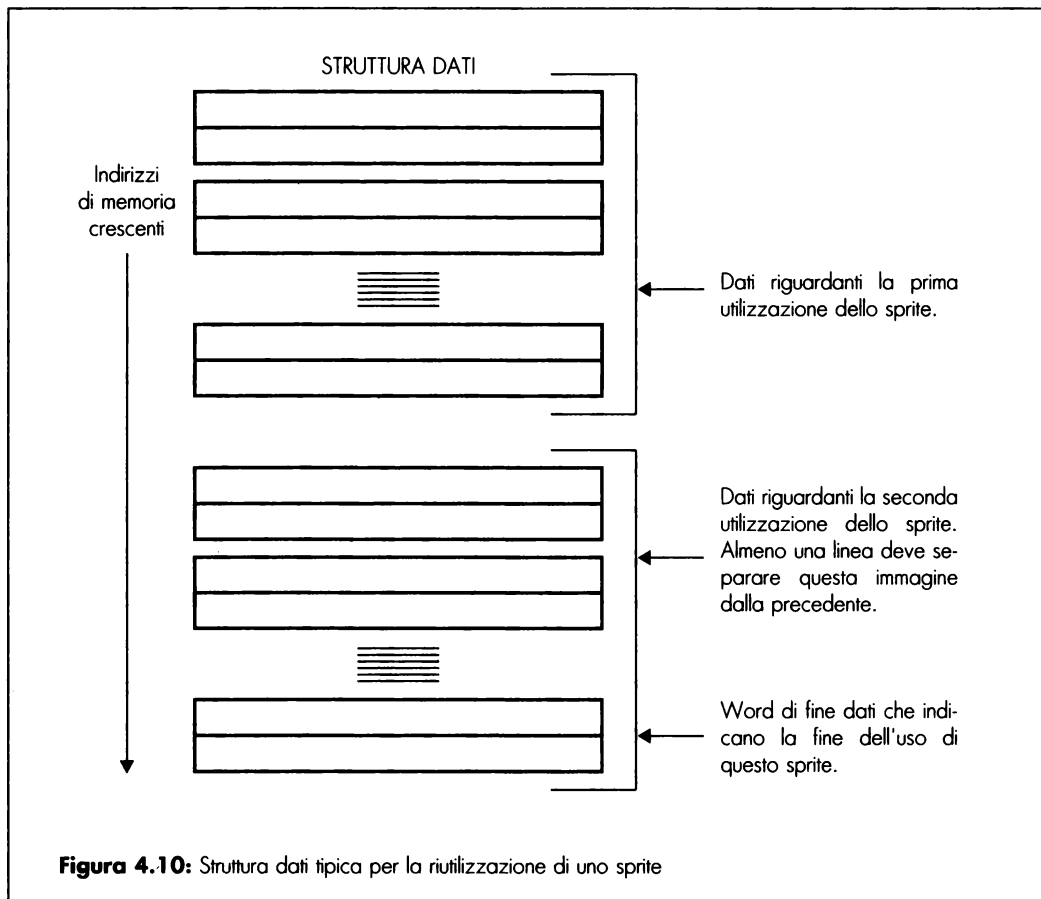 STRUTTURA DATI
Indirizzi
di memoria
crescenti
Dati riguardanti la prima
utilizzazione dello sprite.
Dati riguardanti la seconda
utilizzazione dello sprite.
Almeno una linea deve se-
parare questa immagine
dalla precedente.
Word di fine dati che indi-
cano la fine dell'uso di
questo sprite.
Figura 4.10: Struttura dati tipica per la riutilizzazione di uno sprite